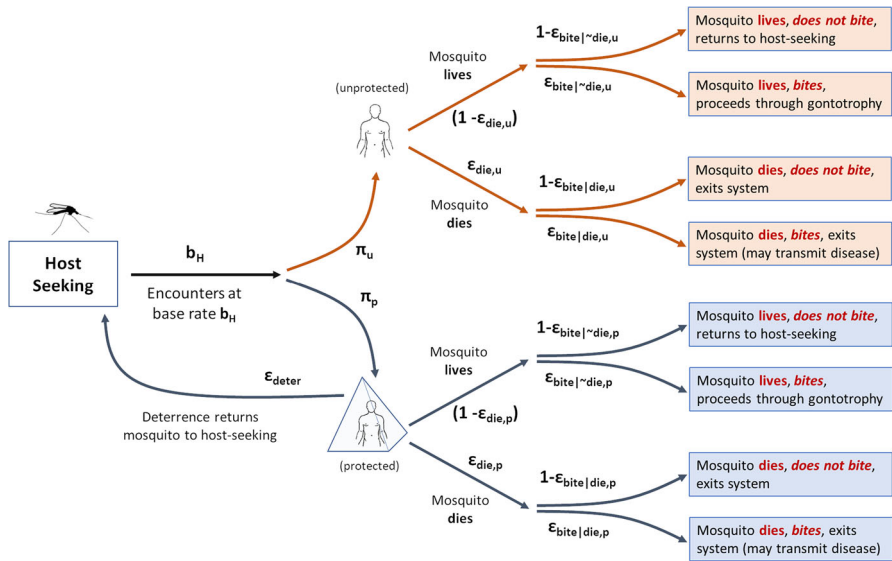 Host
Seeking
b_H
Encounters at
base rate b_H
π_u
π_p
ε_deter
Deterrence returns
mosquito to host-seeking
(unprotected)
Mosquito
lives
(1 -ε_die,u)
ε_die,u
Mosquito
dies
1-ε_bite|~die,u
ε_bite|~die,u
1-ε_bite|die,u
ε_bite|die,u
Mosquito lives, does not bite,
returns to host-seeking
Mosquito lives, bites,
proceeds through gontotrophy
Mosquito dies, does not bite,
exits system
Mosquito dies, bites, exits
system (may transmit disease)
(protected)
Mosquito
lives
(1 -ε_die,p)
ε_die,p
Mosquito
dies
1-ε_bite|~die,p
ε_bite|~die,p
1-ε_bite|die,p
ε_bite|die,p
Mosquito lives, does not bite,
returns to host-seeking
Mosquito lives, bites,
proceeds through gontotrophy
Mosquito dies, does not bite,
exits system
Mosquito dies, bites, exits
system (may transmit disease)